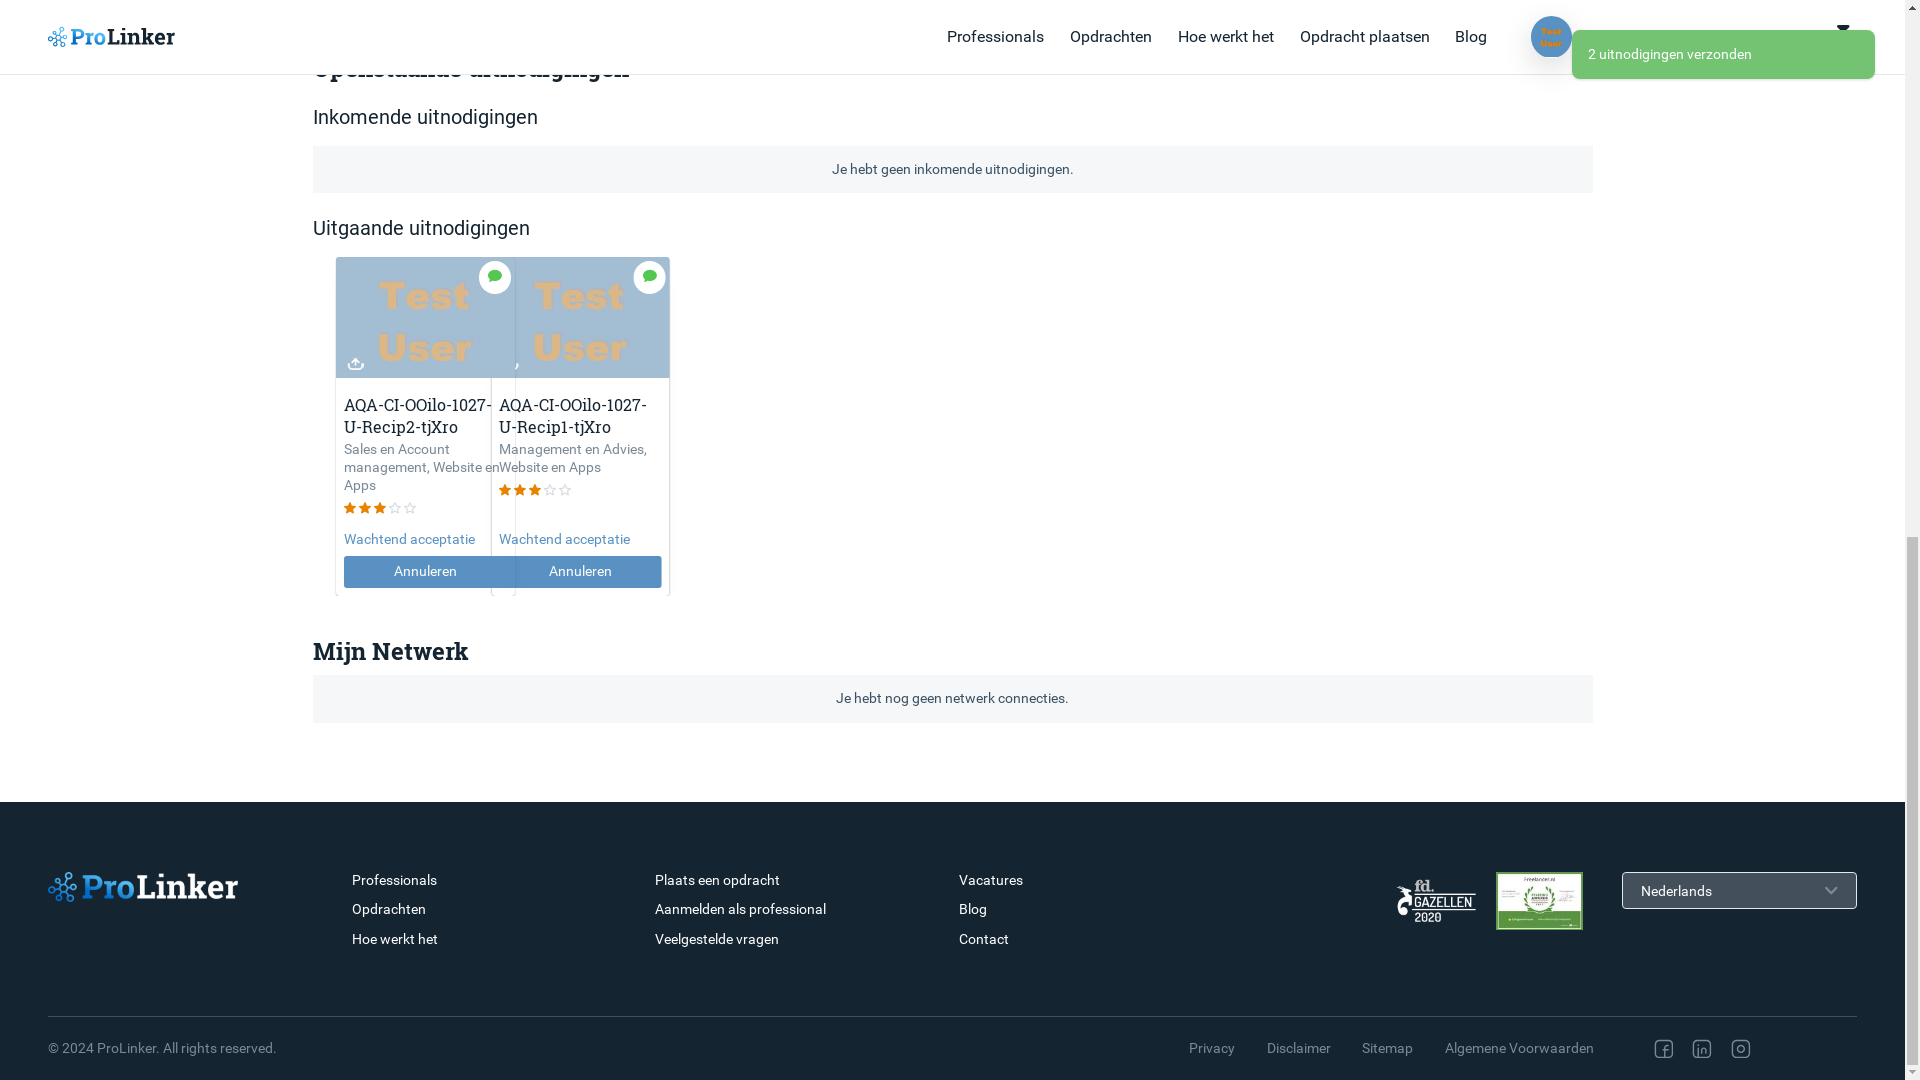 ProLinker
Professionals
Opdrachten
Hoe werkt het
Opdracht plaatsen
Blog
Test
User
2 uitnodigingen verzonden
Openstaande uitnodigingen
Inkomende uitnodigingen
Je hebt geen inkomende uitnodigingen.
Uitgaande uitnodigingen
Test
User
AQA-CI-OOilo-1027-
U-Recip2-tjXro
Sales en Account
management, Website en
Apps
Wachtend acceptatie
Annuleren
Test
User
AQA-CI-OOilo-1027-
U-Recip1-tjXro
Management en Advies,
Website en Apps
Wachtend acceptatie
Annuleren
Mijn Netwerk
Je hebt nog geen netwerk connecties.
ProLinker
Professionals
Opdrachten
Hoe werkt het
Plaats een opdracht
Aanmelden als professional
Veelgestelde vragen
Vacatures
Blog
Contact
fd.
GAZELLEN
2020
Freelancer.nl
Nederlands
© 2024 ProLinker. All rights reserved.
Privacy
Disclaimer
Sitemap
Algemene Voorwaarden